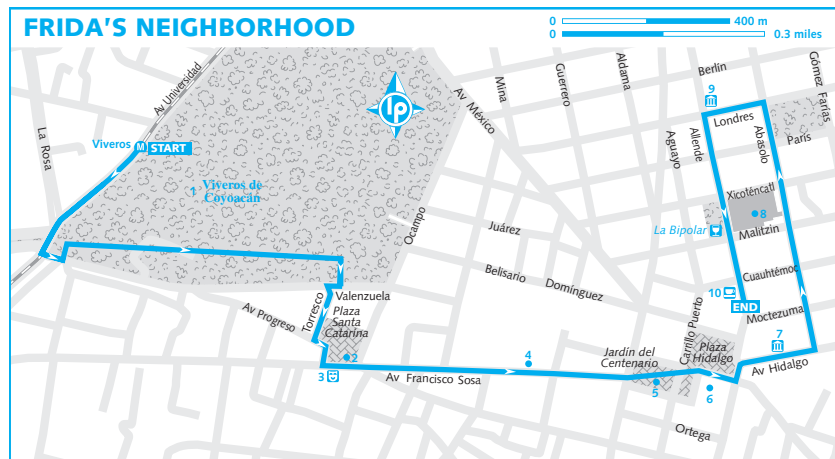 FRIDA'S NEIGHBORHOOD
0 400 m
0 0.3 miles
Av Universidad
La Rosa
Viveros M START
1 Viveros de
Coyoacán
lp
Av México
Mina
Guerrero
Aldama
Berlín
Gómez Farías
9
Londres
París
Aguayo
Allende
Abasolo
Xicoténcatl
8
La Bipolar
Malitzin
Ocampo
Juárez
Belisario Domínguez
Cuauhtémoc
10
END
Moctezuma
Valenzuela
Torresco
Plaza
Santa
Catarina
Av Progreso
2
3
Av Francisco Sosa
4
Jardín del
Centenario
5
Carrillo Puerto
Plaza
Hidalgo
6
7
Av Hidalgo
Ortega